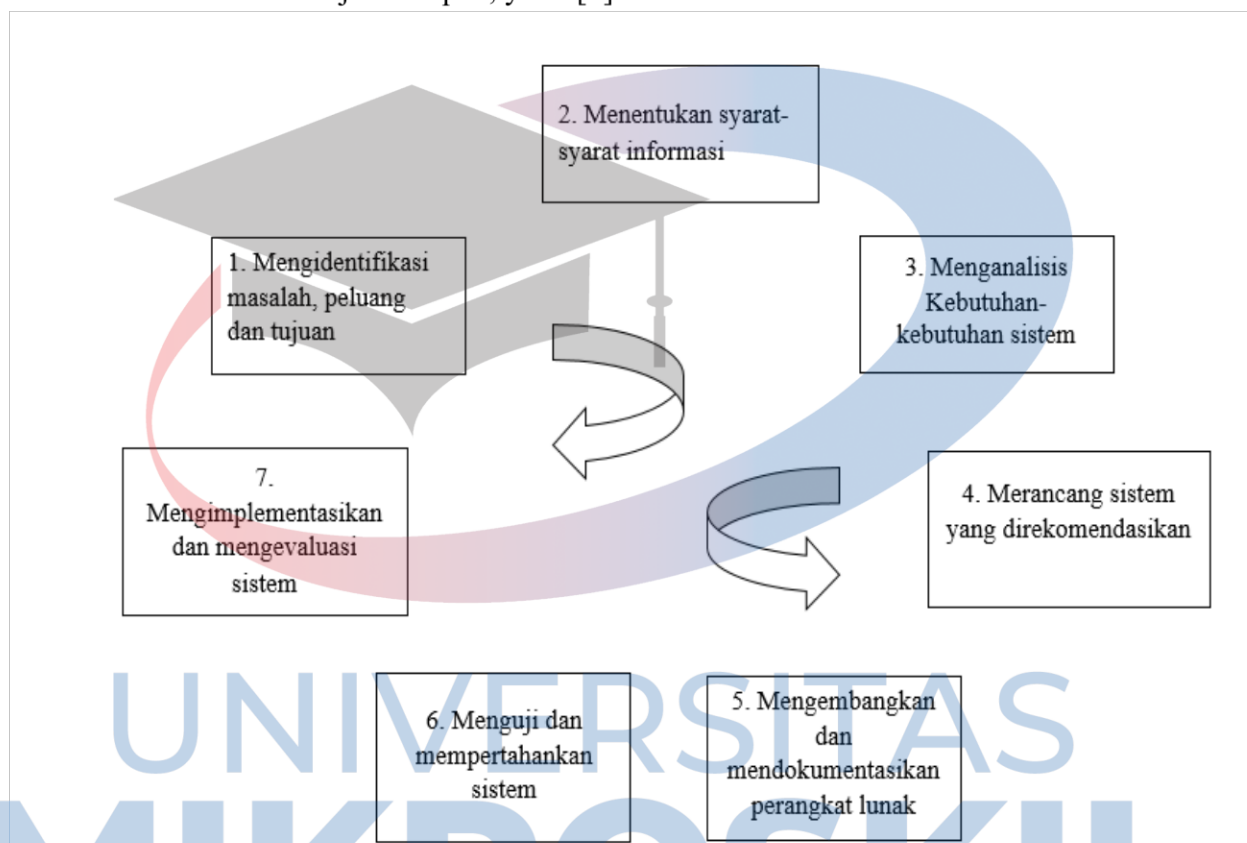 2. Menentukan syarat-
syarat informasi
1. Mengidentifikasi
masalah, peluang
dan tujuan
3. Menganalisis
Kebutuhan-
kebutuhan sistem
7.
Mengimplementasikan
dan mengevaluasi
sistem
4. Merancang sistem
yang direkomendasikan
6. Menguji dan
mempertahankan
sistem
5. Mengembangkan
dan
mendokumentasikan
perangkat lunak
UNIVERSITAS
MIKROSKIL